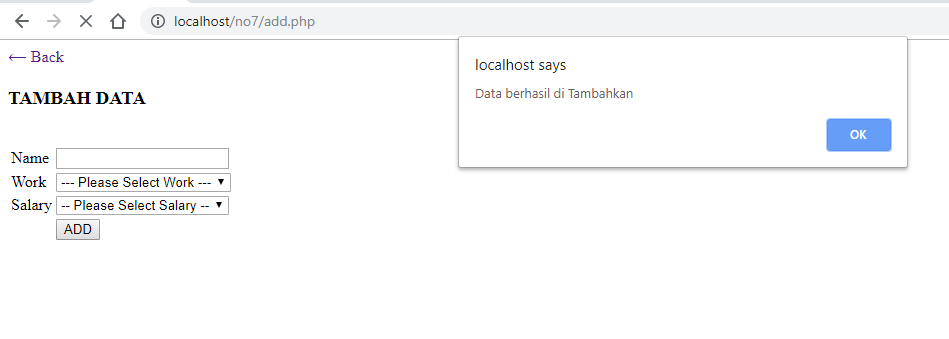 localhost/no7/add.php
← Back
localhost says
Data berhasil di Tambahkan
OK
TAMBAH DATA
Name
Work --- Please Select Work ---
Salary -- Please Select Salary --
ADD